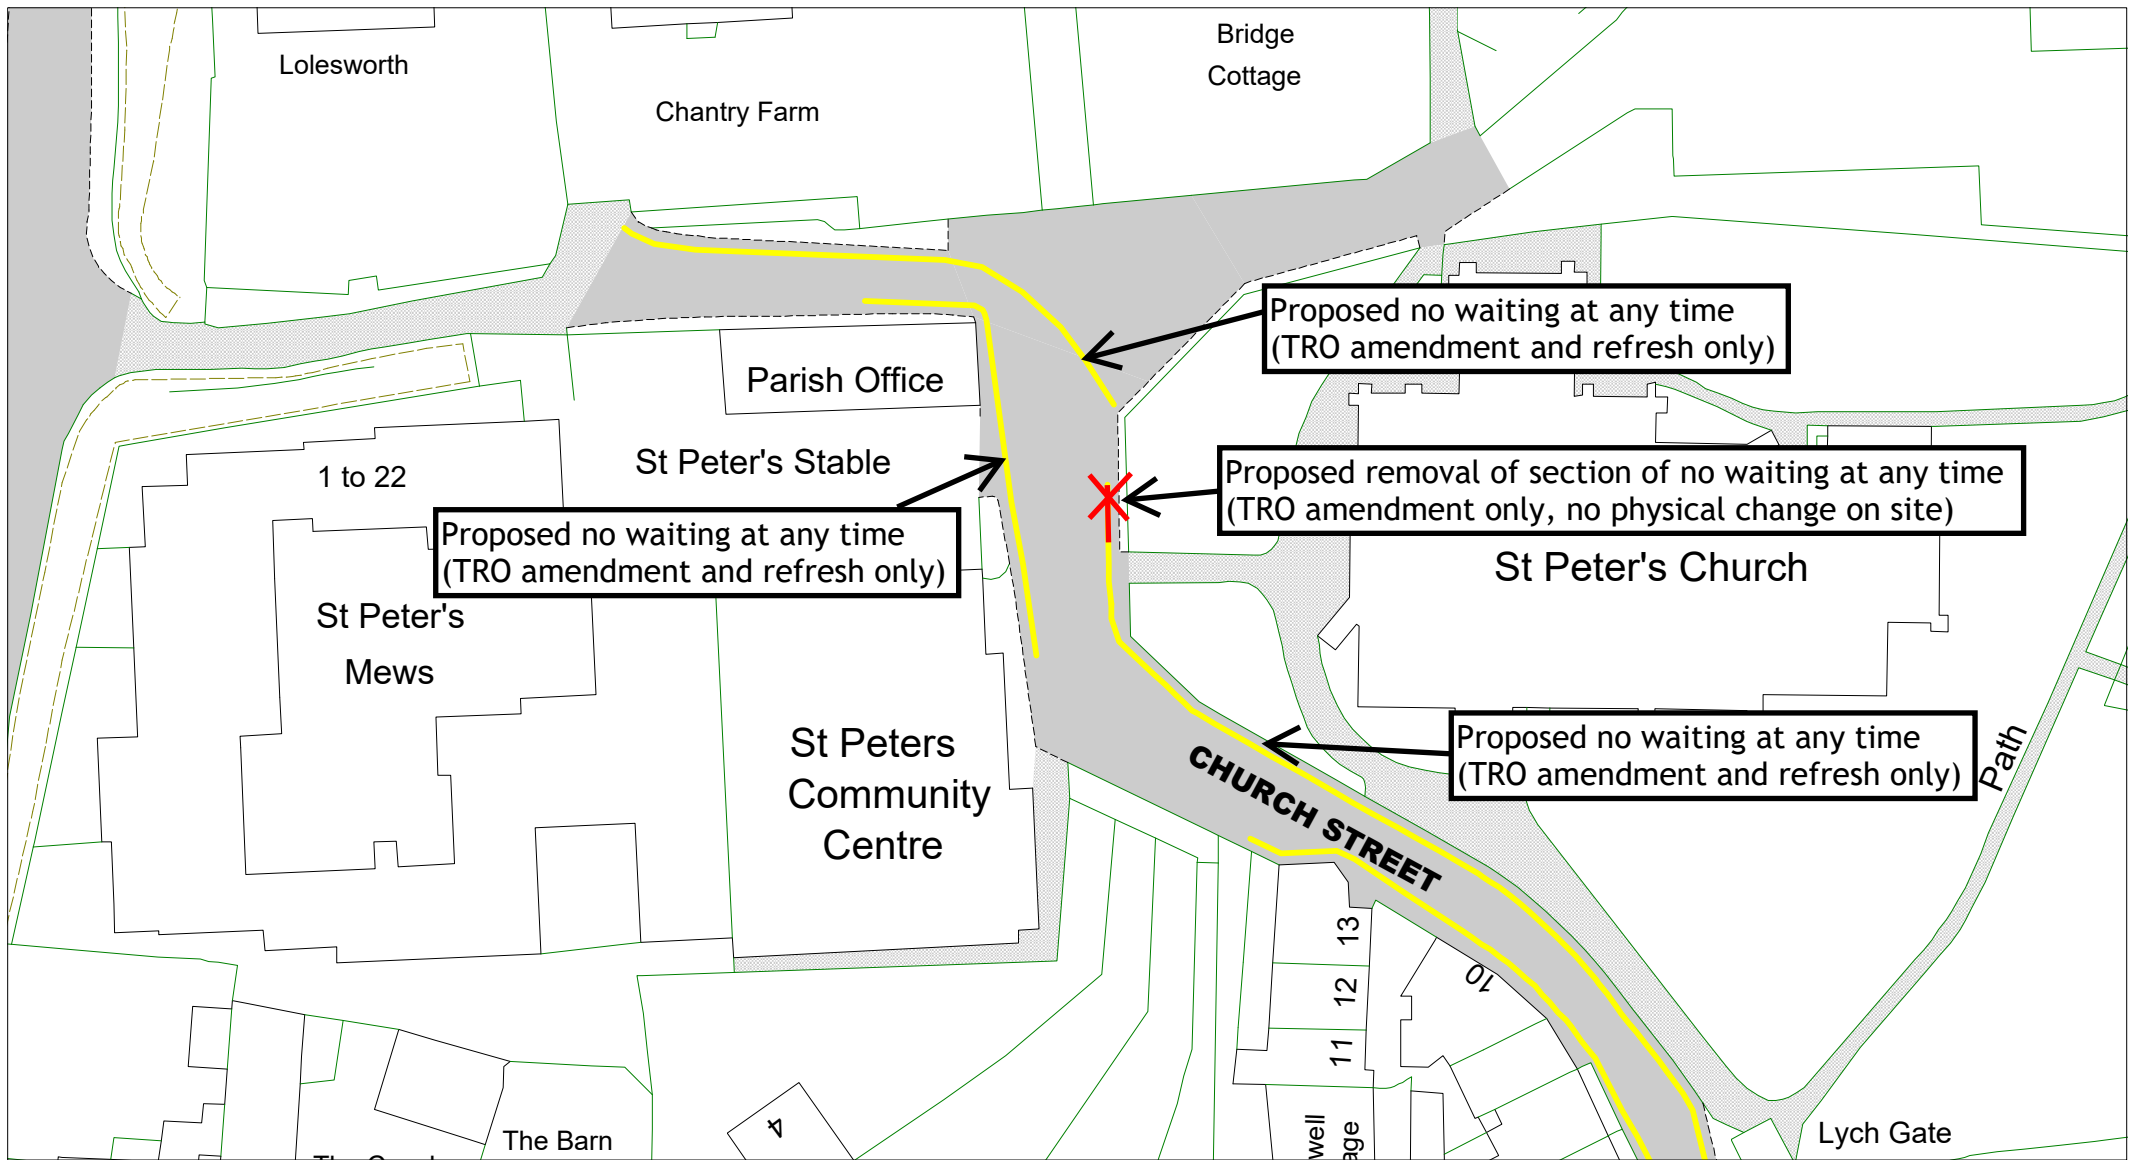 Lolesworth
Chantry Farm
Bridge
Cottage
Proposed no waiting at any time
(TRO amendment and refresh only)
Parish Office
St Peter's Stable
1 to 22
Proposed removal of section of no waiting at any time
(TRO amendment only, no physical change on site)
Proposed no waiting at any time
(TRO amendment and refresh only)
St Peter's Church
St Peter's
Mews
St Peters
Community
Centre
Proposed no waiting at any time
(TRO amendment and refresh only)
Path
CHURCH STREET
13
12
11
10
4
The Barn
Lych Gate